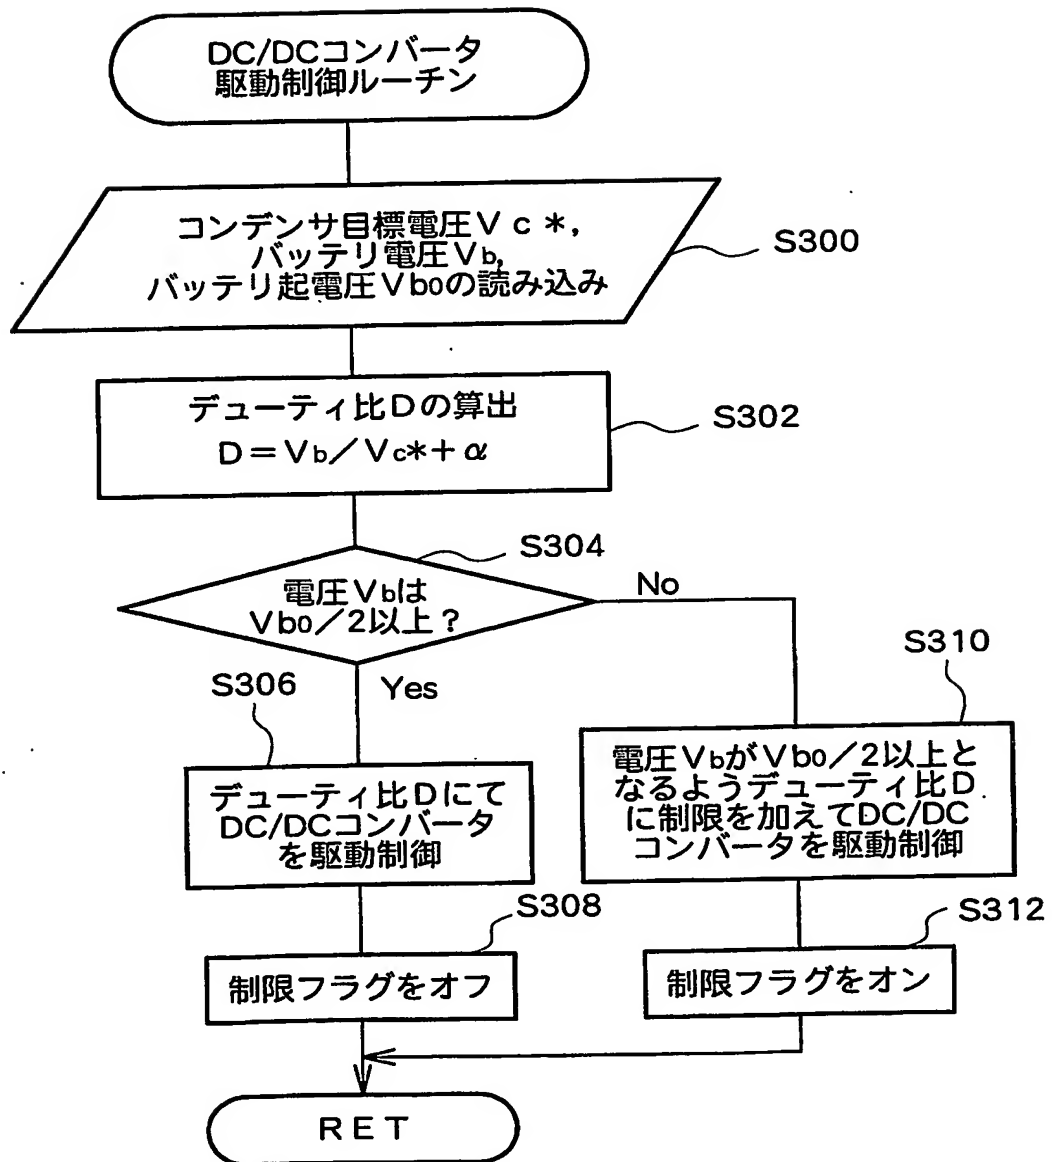 DC/DCコンバータ
駆動制御ルーチン
コンデンサ目標電圧Ｖｃ＊,
バッテリ電圧Ｖb,
バッテリ起電圧Ｖboの読み込み
S300
デューティ比Ｄの算出
Ｄ＝Ｖb／Ｖc*＋α
S302
S304
電圧Ｖbは
Ｖbo／2以上？
No
Yes
S306
S310
デューティ比Ｄにて
DC/DCコンバータ
を駆動制御
電圧ＶbがＶbo／2以上と
なるようデューティ比Ｄ
に制限を加えてDC/DC
コンバータを駆動制御
S308
S312
制限フラグをオフ
制限フラグをオン
ＲＥＴ